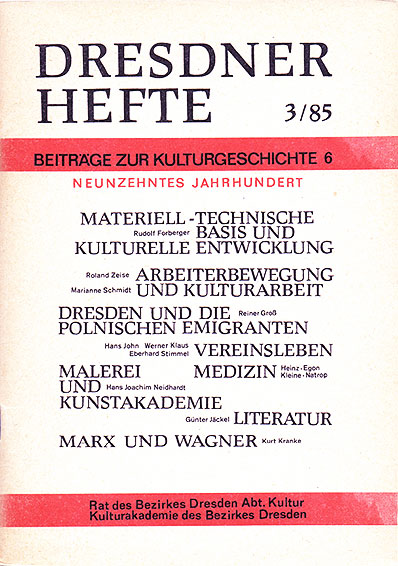 DRESDNER
HEFTE 3/85
BEITRÄGE ZUR KULTURGESCHICHTE 6
NEUNZEHNTES JAHRHUNDERT
MATERIELL-TECHNISCHE
Rudolf Forberger BASIS UND
KULTURELLE ENTWICKLUNG
Roland Zeise ARBEITERBEWEGUNG
Marianne Schmidt UND KULTURARBEIT
DRESDEN UND DIE Reiner Groß
POLNISCHEN EMIGRANTEN
Hans John Werner Klaus
Eberhard Stimmel VEREINSLEBEN
MALEREI MEDIZIN Heinz-Egon
Kleine-Natrop
UND Hans Joachim Neidhardt
KUNSTAKADEMIE
Günter Jäckel LITERATUR
MARX UND WAGNER Kurt Kranke
Rat des Bezirkes Dresden Abt. Kultur
Kulturakademie des Bezirkes Dresden